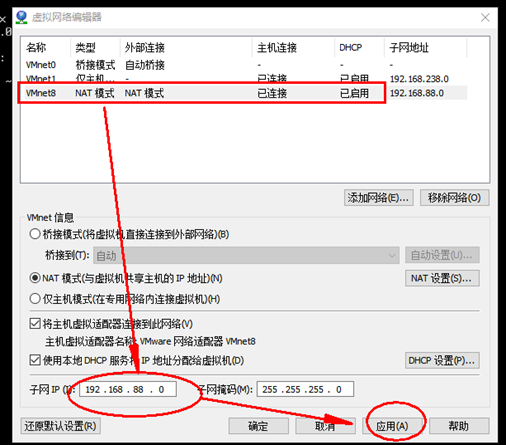 虚拟网络编辑器
名称 类型 外部连接 主机连接 DHCP 子网地址
VMnet0 桥接模式 自动桥接 - - -
VMnet1 仅主机... - 已连接 已启用 192.168.238.0
VMnet8 NAT 模式 NAT 模式 已连接 已启用 192.168.88.0
添加网络(E)... 移除网络(O)
VMnet 信息
桥接模式(将虚拟机直接连接到外部网络)(B)
桥接到(T): 自动 自动设置(U)...
NAT 模式(与虚拟机共享主机的 IP 地址)(N) NAT 设置(S)...
仅主机模式(在专用网络内连接虚拟机)(H)
将主机虚拟适配器连接到此网络(V)
主机虚拟适配器名称: VMware 网络适配器 VMnet8
使用本地 DHCP 服务将 IP 地址分配给虚拟机(D) DHCP 设置(P)...
子网 IP (I): 192 .168 . 88 . 0 子网掩码(M): 255 .255 .255 . 0
还原默认设置(R) 确定 取消 应用(A) 帮助